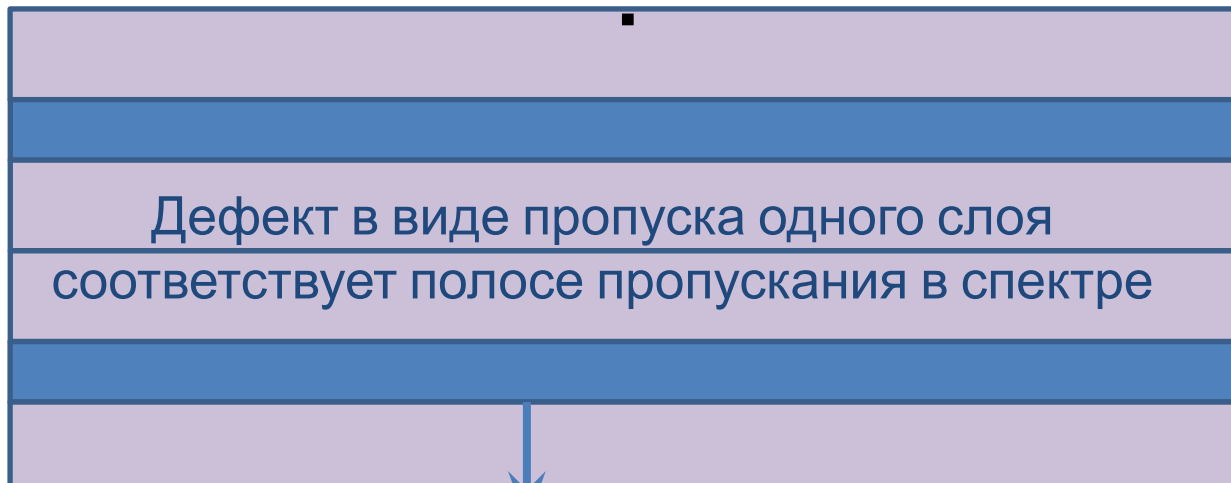 Дефект в виде пропуска одного слоя
соответствует полосе пропускания в спектре